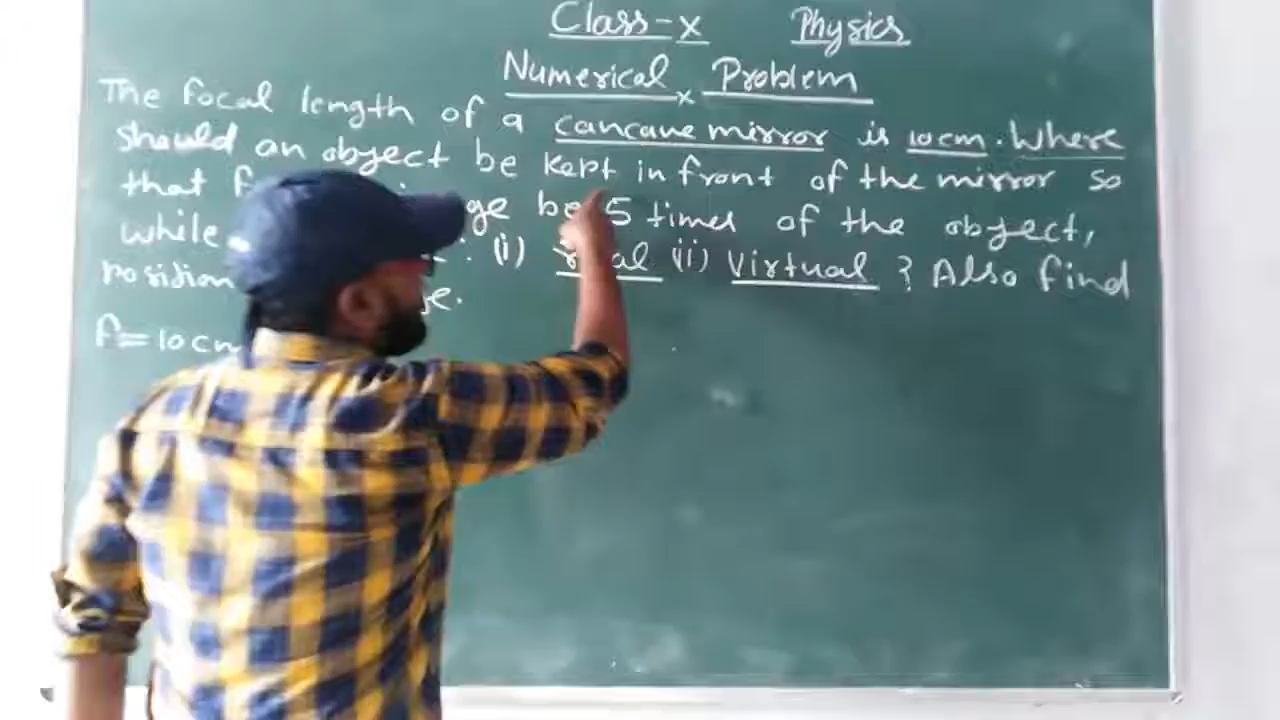 Class-X Physics
Numerical Problem
The focal length of a concave mirror is 10cm. Where
should an object be kept in front of the mirror so
that be 5 times of the object,
while (i) real (ii) Virtual ? Also find
position
f=10cm